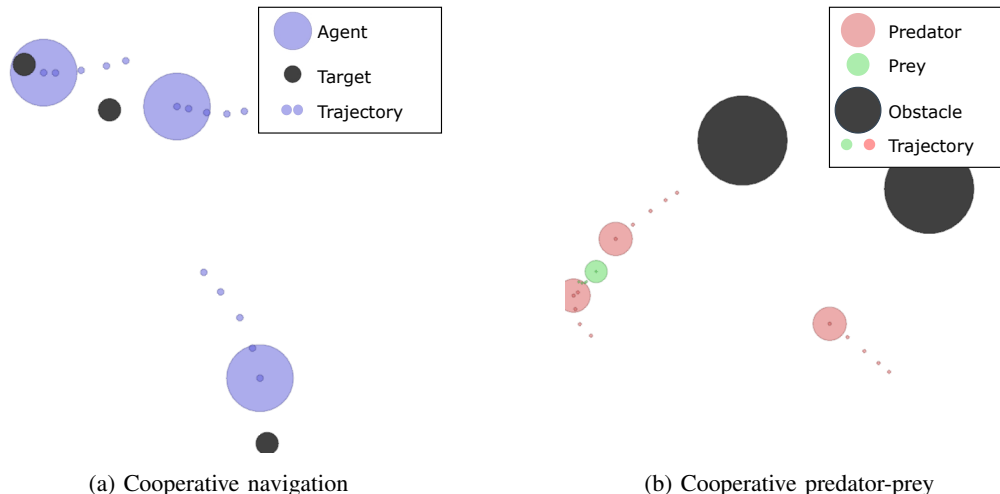 Agent
Target
Trajectory
Predator
Prey
Obstacle
Trajectory
(a) Cooperative navigation
(b) Cooperative predator-prey